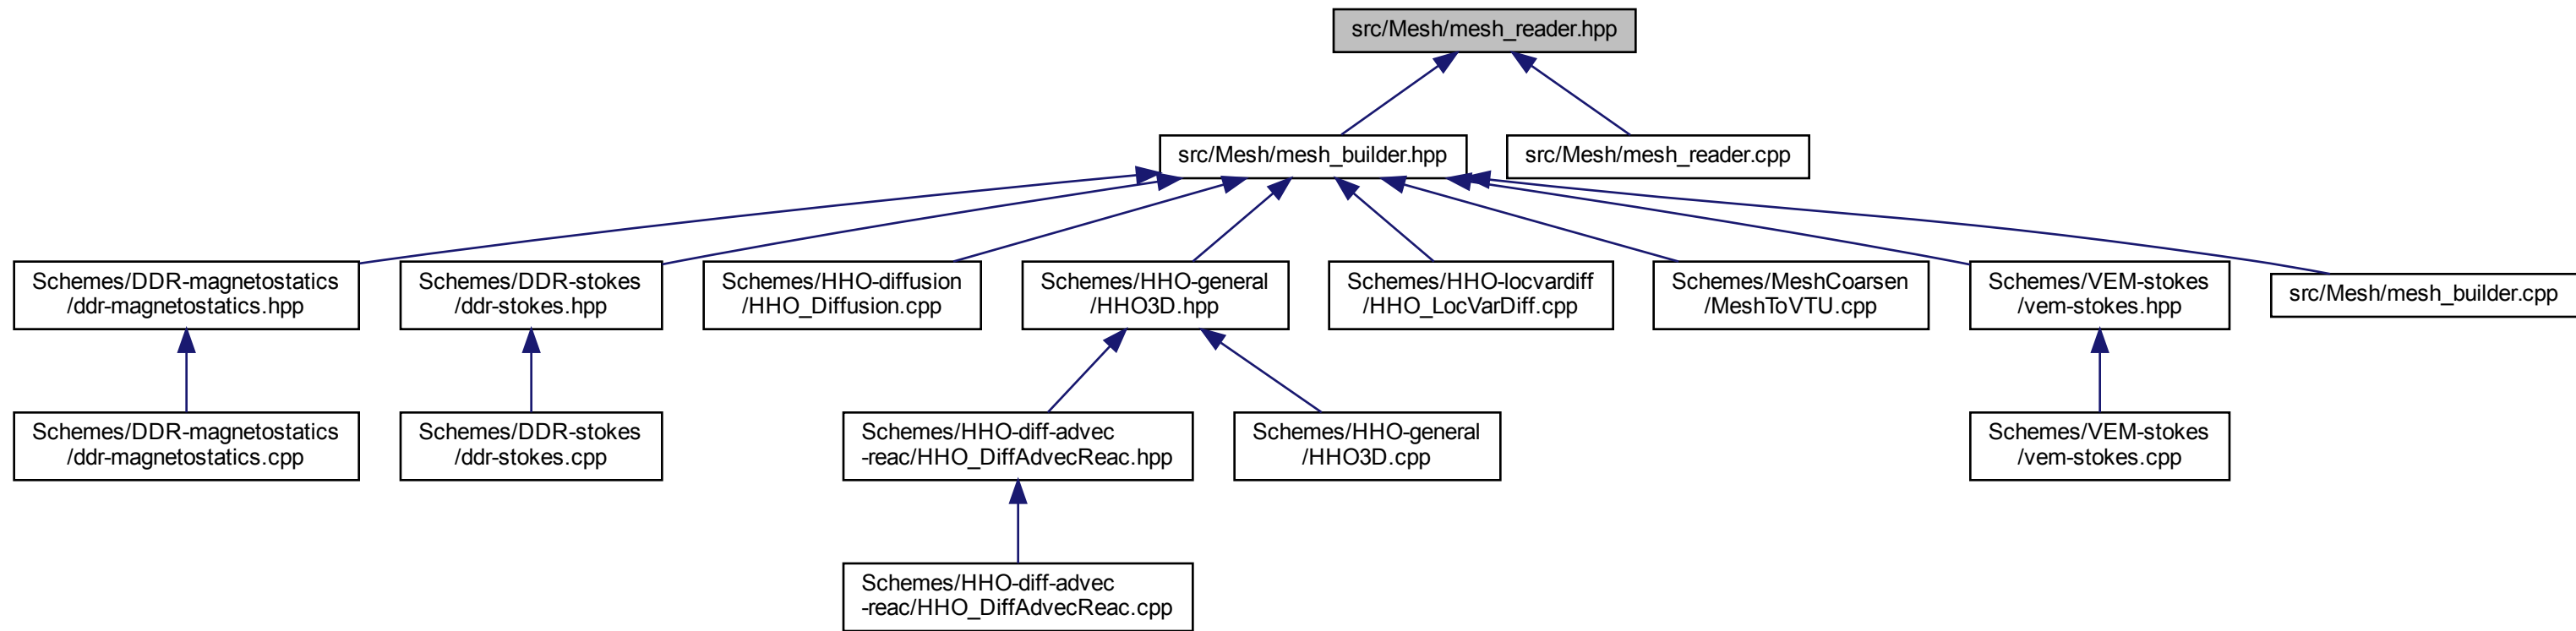 src/Mesh/mesh_reader.hpp
src/Mesh/mesh_builder.hpp
src/Mesh/mesh_reader.cpp
Schemes/DDR-magnetostatics
/ddr-magnetostatics.hpp
Schemes/DDR-stokes
/ddr-stokes.hpp
Schemes/HHO-diffusion
/HHO_Diffusion.cpp
Schemes/HHO-general
/HHO3D.hpp
Schemes/HHO-locvardiff
/HHO_LocVarDiff.cpp
Schemes/MeshCoarsen
/MeshToVTU.cpp
Schemes/VEM-stokes
/vem-stokes.hpp
src/Mesh/mesh_builder.cpp
Schemes/DDR-magnetostatics
/ddr-magnetostatics.cpp
Schemes/DDR-stokes
/ddr-stokes.cpp
Schemes/HHO-diff-advec
-reac/HHO_DiffAdvecReac.hpp
Schemes/HHO-general
/HHO3D.cpp
Schemes/VEM-stokes
/vem-stokes.cpp
Schemes/HHO-diff-advec
-reac/HHO_DiffAdvecReac.cpp